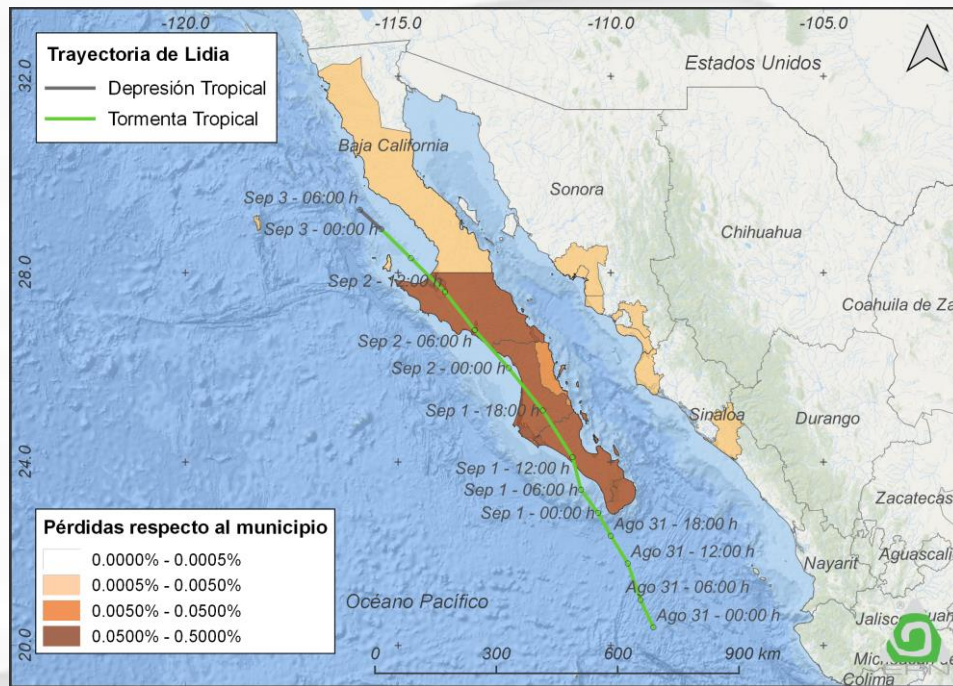 -120.0
-115.0
-110.0
-105.0
Trayectoria de Lidia
Depresión Tropical
Tormenta Tropical
32.0
28.0
24.0
20.0
Estados Unidos
Baja California
Sonora
Chihuahua
Coahuila de Za
Sep 3 - 06:00 h
Sep 3 - 00:00 h
Sep 2 - 12:00 h
Sep 2 - 06:00 h
Sep 2 - 00:00 h
Sep 1 - 18:00 h
Sinaloa
Durango
Sep 1 - 12:00 h
Sep 1 - 06:00 h
Sep 1 - 00:00 h
Zacatecas
Ago 31 - 18:00 h
Ago 31 - 12:00 h
Ago 31 - 06:00 h
Ago 31 - 00:00 h
Nayarit
Aguascali
Pérdidas respecto al municipio
0.0000% - 0.0005%
0.0005% - 0.0050%
0.0050% - 0.0500%
0.0500% - 0.5000%
Océano Pacífico
Jalisc
Colima
0
300
600
900 km